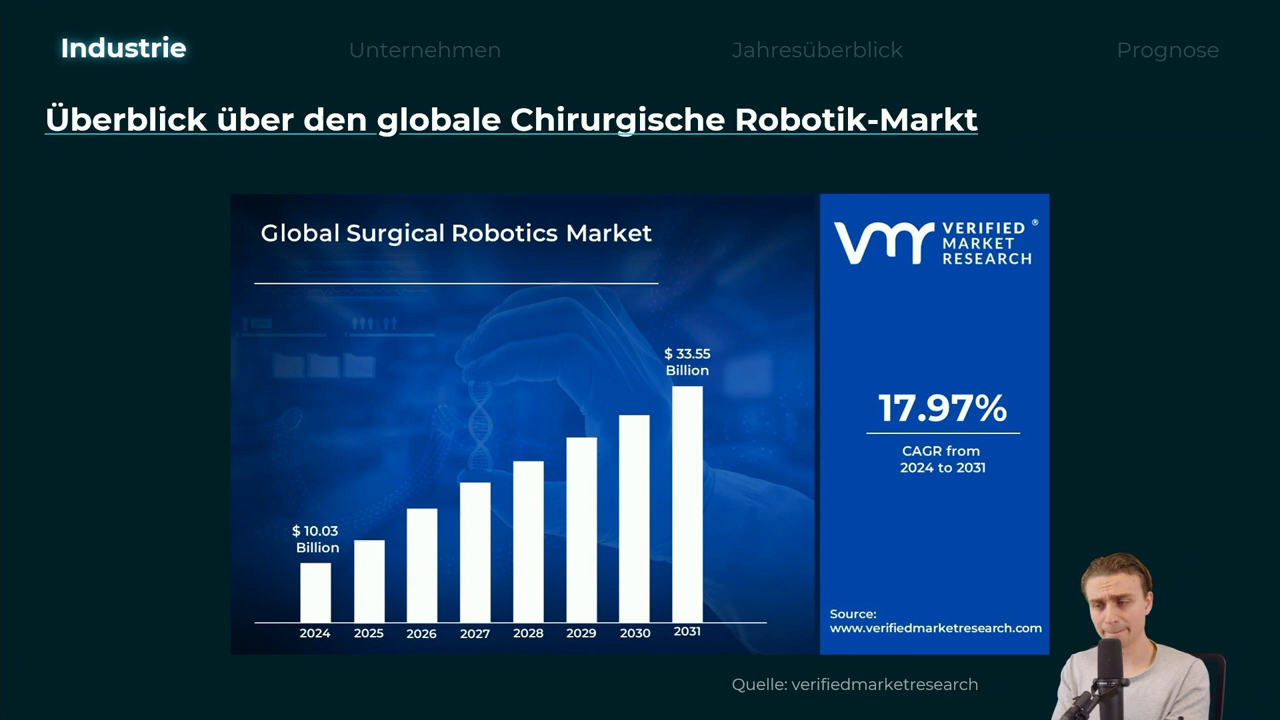 Industrie
Unternehmen
Jahresüberblick
Prognose
Überblick über den globale Chirurgische Robotik-Markt
Global Surgical Robotics Market
VMR VERIFIED ®
MARKET
RESEARCH
$ 33.55
Billion
$ 10.03
Billion
2024 2025 2026 2027 2028 2029 2030 2031
17.97%
CAGR from
2024 to 2031
Source:
www.verifiedmarketresearch.com
Quelle: verifiedmarketresearch